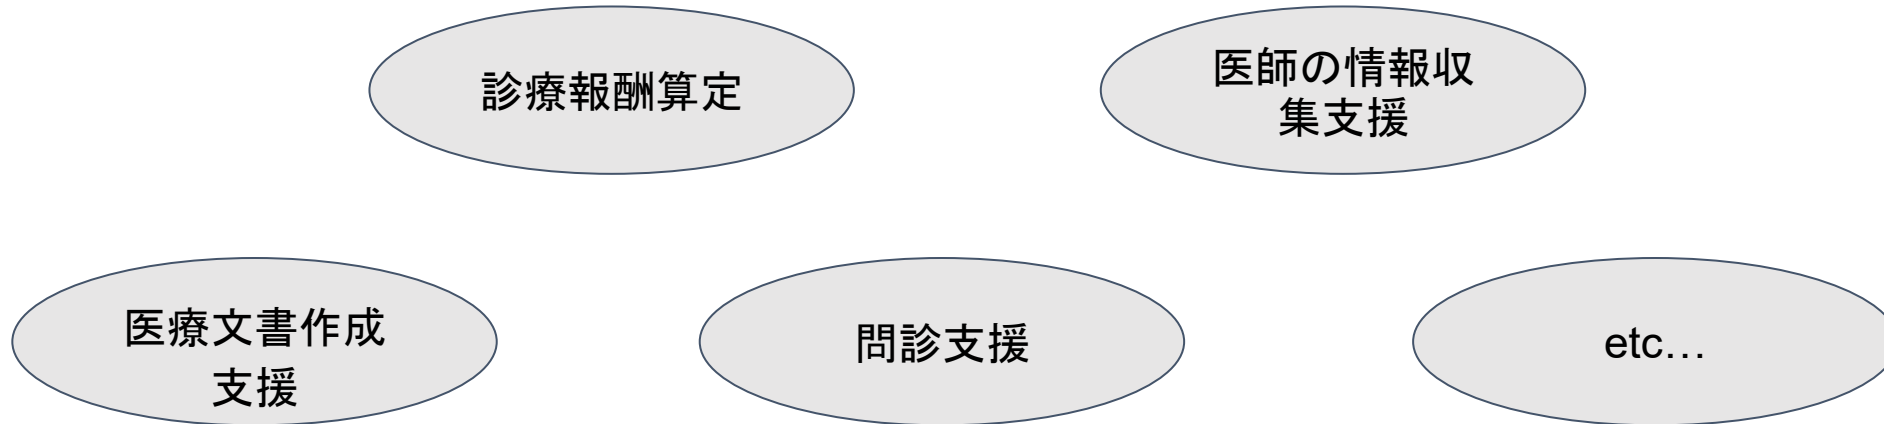 診療報酬算定
医師の情報収
集支援
医療文書作成
支援
問診支援
etc…